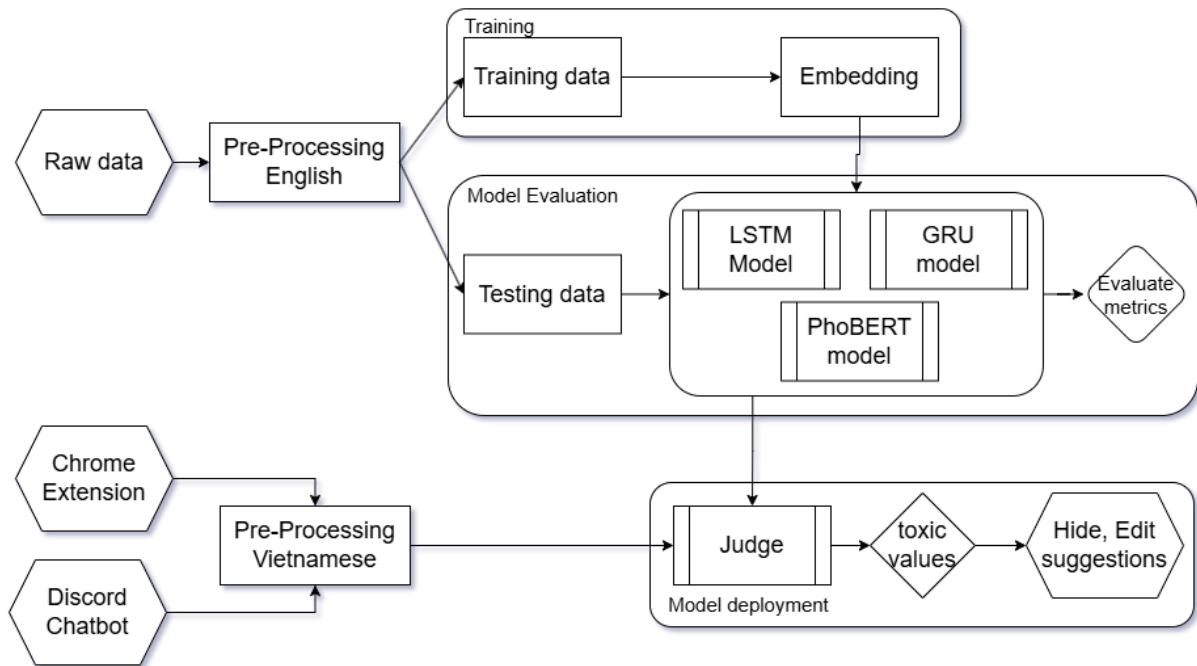 Training
Training data
Embedding
Raw data
Pre-Processing
English
Model Evaluation
LSTM
Model
GRU
model
Testing data
PhoBERT
model
Evaluate
metrics
Chrome
Extension
Pre-Processing
Vietnamese
Discord
Chatbot
Judge
toxic
values
Hide, Edit
suggestions
Model deployment